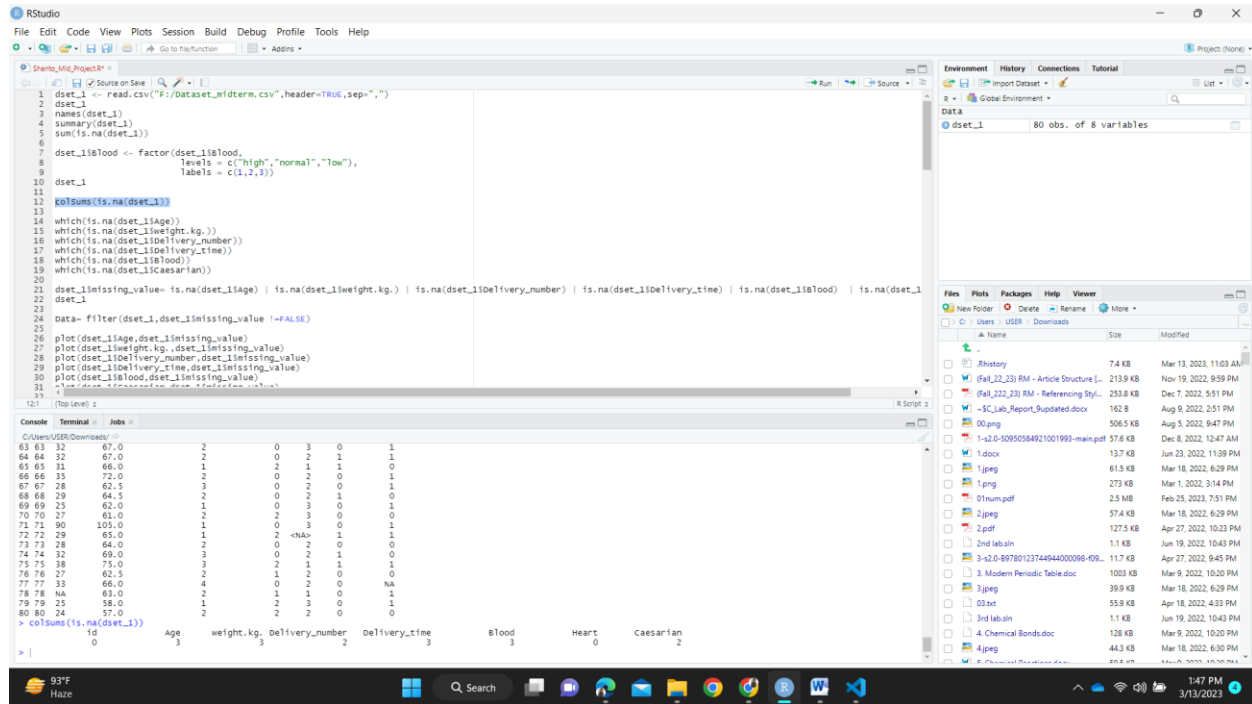 RStudio
File Edit Code View Plots Session Build Debug Profile Tools Help
Go to file/function Addins
Project: (None)
Shanto_Mid_Project.R*
Source on Save Run Source
1 dset_1 <- read.csv("F:/Dataset_midterm.csv",header=TRUE,sep=",")
2 dset_1
3 names(dset_1)
4 summary(dset_1)
5 sum(is.na(dset_1))
6
7 dset_1$Blood <- factor(dset_1$Blood,
8 levels = c("high","normal","low"),
9 labels = c(1,2,3))
10 dset_1
11
12 colSums(is.na(dset_1))
13
14 which(is.na(dset_1$Age))
15 which(is.na(dset_1$weight.kg.))
16 which(is.na(dset_1$Delivery_number))
17 which(is.na(dset_1$Delivery_time))
18 which(is.na(dset_1$Blood))
19 which(is.na(dset_1$Caesarian))
20
21 dset_1$missing_value= is.na(dset_1$Age) | is.na(dset_1$weight.kg.) | is.na(dset_1$Delivery_number) | is.na(dset_1$Delivery_time) | is.na(dset_1$Blood) | is.na(dset_1
22 dset_1
23
24 Data= filter(dset_1,dset_1$missing_value !=FALSE)
25
26 plot(dset_1$Age,dset_1$missing_value)
27 plot(dset_1$weight.kg.,dset_1$missing_value)
28 plot(dset_1$Delivery_number,dset_1$missing_value)
29 plot(dset_1$Delivery_time,dset_1$missing_value)
30 plot(dset_1$Blood,dset_1$missing_value)
31 plot(dset_1$Caesarian,dset_1$missing_value)
32
12:1 (Top Level) R Script
Console Terminal Jobs
C:/Users/USER/Downloads/
63 63 32 67.0 2 0 3 0 1
64 64 32 67.0 2 0 2 1 1
65 65 31 66.0 1 2 1 1 0
66 66 35 72.0 2 0 2 0 1
67 67 28 62.5 3 0 2 0 1
68 68 29 64.5 2 0 2 1 0
69 69 25 62.0 1 0 3 0 1
70 70 27 61.0 2 2 3 0 0
71 71 90 105.0 1 0 3 0 1
72 72 29 65.0 1 2 <NA> 1 1
73 73 28 64.0 2 0 2 0 0
74 74 32 69.0 3 0 2 1 0
75 75 38 75.0 3 2 1 1 1
76 76 27 62.5 2 1 2 0 0
77 77 33 66.0 4 0 2 0 NA
78 78 NA 63.0 2 1 1 0 1
79 79 25 58.0 1 2 3 0 1
80 80 24 57.0 2 2 2 0 0
> colSums(is.na(dset_1))
id Age weight.kg. Delivery_number Delivery_time Blood Heart Caesarian
0 3 3 2 3 3 0 2
>
Environment History Connections Tutorial
Import Dataset List
R Global Environment
Data
dset_1 80 obs. of 8 variables
Files Plots Packages Help Viewer
New Folder Delete Rename More
C: Users USER Downloads
Name Size Modified
..
.Rhistory 7.4 KB Mar 13, 2023, 11:03 AM
(Fall_22_23) RM - Article Structure [... 213.9 KB Nov 19, 2022, 9:59 PM
(Fall_222_23) RM - Referencing Styl... 253.8 KB Dec 7, 2022, 5:51 PM
~$C_Lab_Report_9updated.docx 162 B Aug 9, 2022, 2:51 PM
00.png 506.5 KB Aug 5, 2022, 9:47 PM
1-s2.0-S0950584921001993-main.pdf 57.6 KB Dec 8, 2022, 12:47 AM
1.docx 13.7 KB Jun 23, 2022, 11:39 PM
1.jpeg 61.5 KB Mar 18, 2022, 6:29 PM
1.png 273 KB Mar 1, 2022, 3:14 PM
01num.pdf 2.5 MB Feb 25, 2023, 7:51 PM
2.jpeg 57.4 KB Mar 18, 2022, 6:29 PM
2.pdf 127.5 KB Apr 27, 2022, 10:23 PM
2nd lab.sln 1.1 KB Jun 19, 2022, 10:43 PM
3-s2.0-B9780123744944000098-f09... 11.7 KB Apr 27, 2022, 9:45 PM
3. Modern Periodic Table.doc 1003 KB Mar 9, 2022, 10:20 PM
3.jpeg 39.9 KB Mar 18, 2022, 6:29 PM
03.txt 55.9 KB Apr 18, 2022, 4:33 PM
3rd lab.sln 1.1 KB Jun 19, 2022, 10:43 PM
4. Chemical Bonds.doc 128 KB Mar 9, 2022, 10:20 PM
4.jpeg 44.3 KB Mar 18, 2022, 6:30 PM
93°F
Haze
Search
1:47 PM
3/13/2023
4